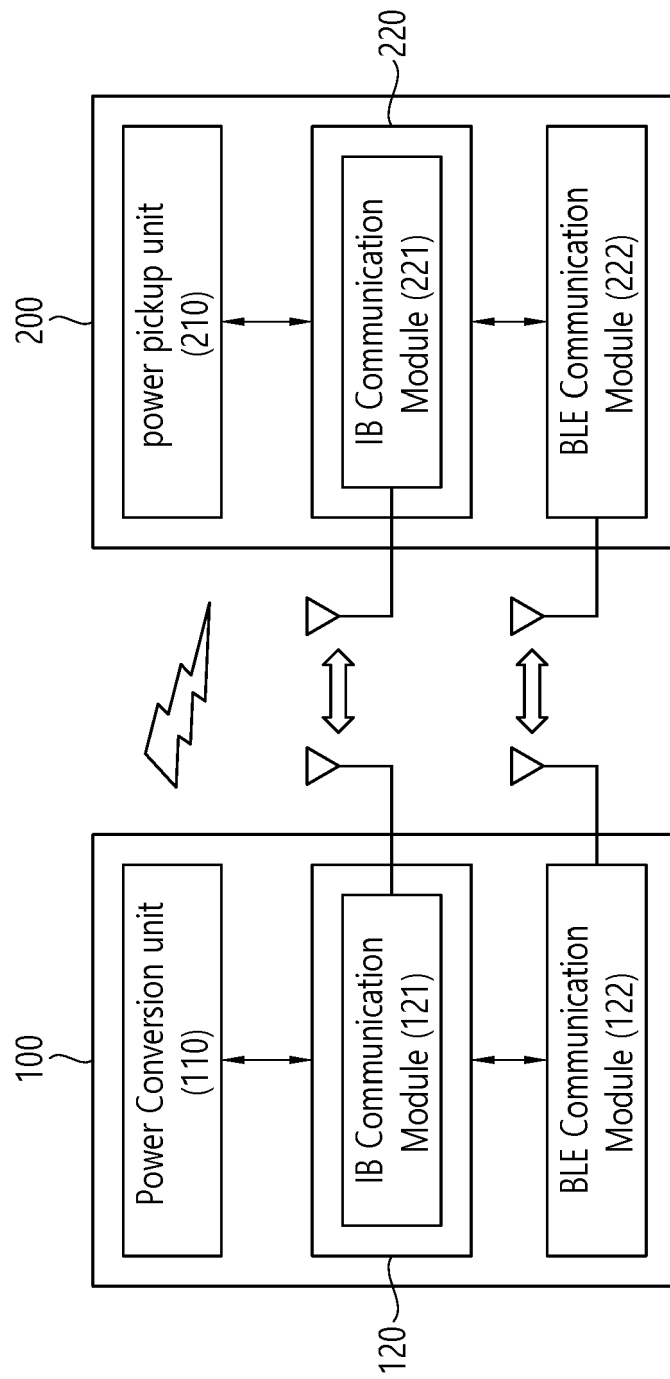 100
Power Conversion unit
(110)
IB Communication
Module (121)
BLE Communication
Module (122)
120
200
power pickup unit
(210)
IB Communication
Module (221)
BLE Communication
Module (222)
220